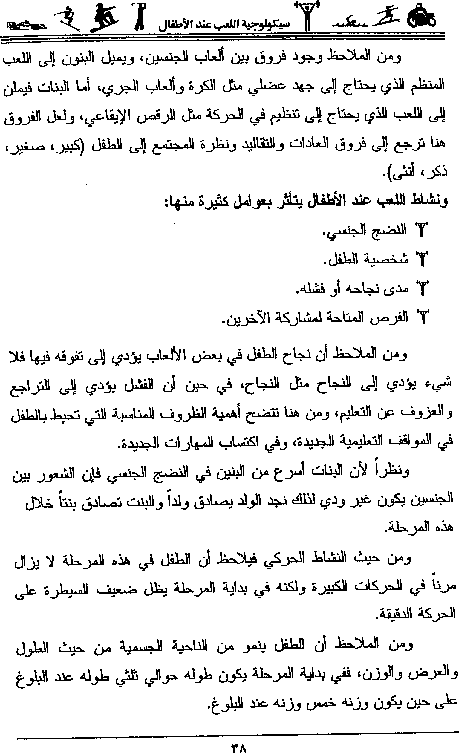 سيكولوجية اللعب عند الأطفال
ومن الملاحظ وجود فروق بين ألعاب الجنسين، ويميل البنون إلى اللعب
المنظم الذي يحتاج إلى جهد عضلي مثل الكرة وألعاب الجري، أما البنات فيملن
إلى اللعب الذي يحتاج إلى تنظيم في الحركة مثل الرقص الإيقاعي، ولعل الفروق
هنا ترجع إلى فروق العادات والتقاليد ونظرة المجتمع إلى الطفل (كبير، صغير،
ذكر، أنثى).
ونشاط اللعب عند الأطفال يتأثر بعوامل كثيرة منها:
النضج الجنسي.
شخصية الطفل.
مدى نجاحه أو فشله.
الفرص المتاحة لمشاركة الآخرين.
ومن الملاحظ أن نجاح الطفل في بعض الألعاب يؤدي إلى تفوقه فيها فلا
شيء يؤدي إلى النجاح مثل النجاح، في حين أن الفشل يؤدي إلى التراجع
والعزوف عن التعليم، ومن هنا تتضح أهمية الظروف المناسبة التي تحيط بالطفل
في المواقف التعليمية الجديدة، وفي اكتساب المهارات الجديدة.
ونظراً لأن البنات أسرع من البنين في النضج الجنسي فإن الشعور بين
الجنسين يكون غير ودي لذلك نجد الولد يصادق ولداً والبنت تصادق بنتاً خلال
هذه المرحلة.
ومن حيث النشاط الحركي فيلاحظ أن الطفل في هذه المرحلة لا يزال
مرناً في الحركات الكبيرة ولكنه في بداية المرحلة يظل ضعيف السيطرة على
الحركة الدقيقة.
ومن الملاحظ أن الطفل ينمو من الناحية الجسمية من حيث الطول
والعرض والوزن، ففي بداية المرحلة يكون طوله حوالي ثلثي طوله عند البلوغ
على حين يكون وزنه خمس وزنه عند البلوغ.
٣٨